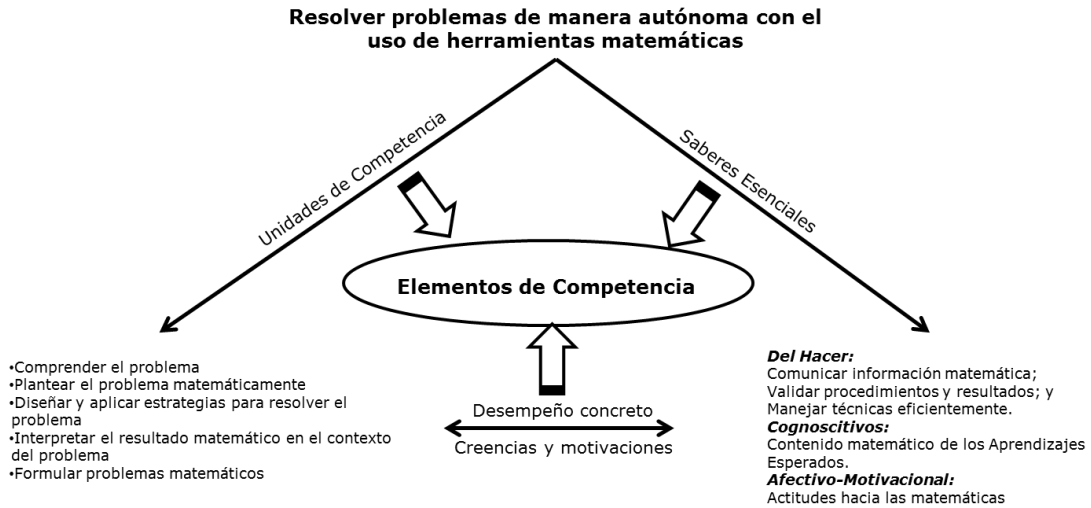 Resolver problemas de manera autónoma con el
uso de herramientas matemáticas
Unidades de Competencia
Saberes Esenciales
Elementos de Competencia
•Comprender el problema
•Plantear el problema matemáticamente
•Diseñar y aplicar estrategias para resolver el
problema
•Interpretar el resultado matemático en el contexto
del problema
•Formular problemas matemáticos
Desempeño concreto
Creencias y motivaciones
Del Hacer:
Comunicar información matemática;
Validar procedimientos y resultados; y
Manejar técnicas eficientemente.
Cognoscitivos:
Contenido matemático de los Aprendizajes
Esperados.
Afectivo-Motivacional:
Actitudes hacia las matemáticas